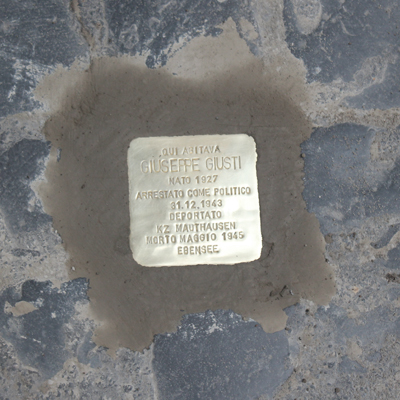 QUI ABITAVA
GIUSEPPE GIUSTI
NATO 1927
ARRESTATO COME POLITICO
31.12.1943
DEPORTATO
KZ MAUTHAUSEN
MORTO MAGGIO 1945
EBENSEE